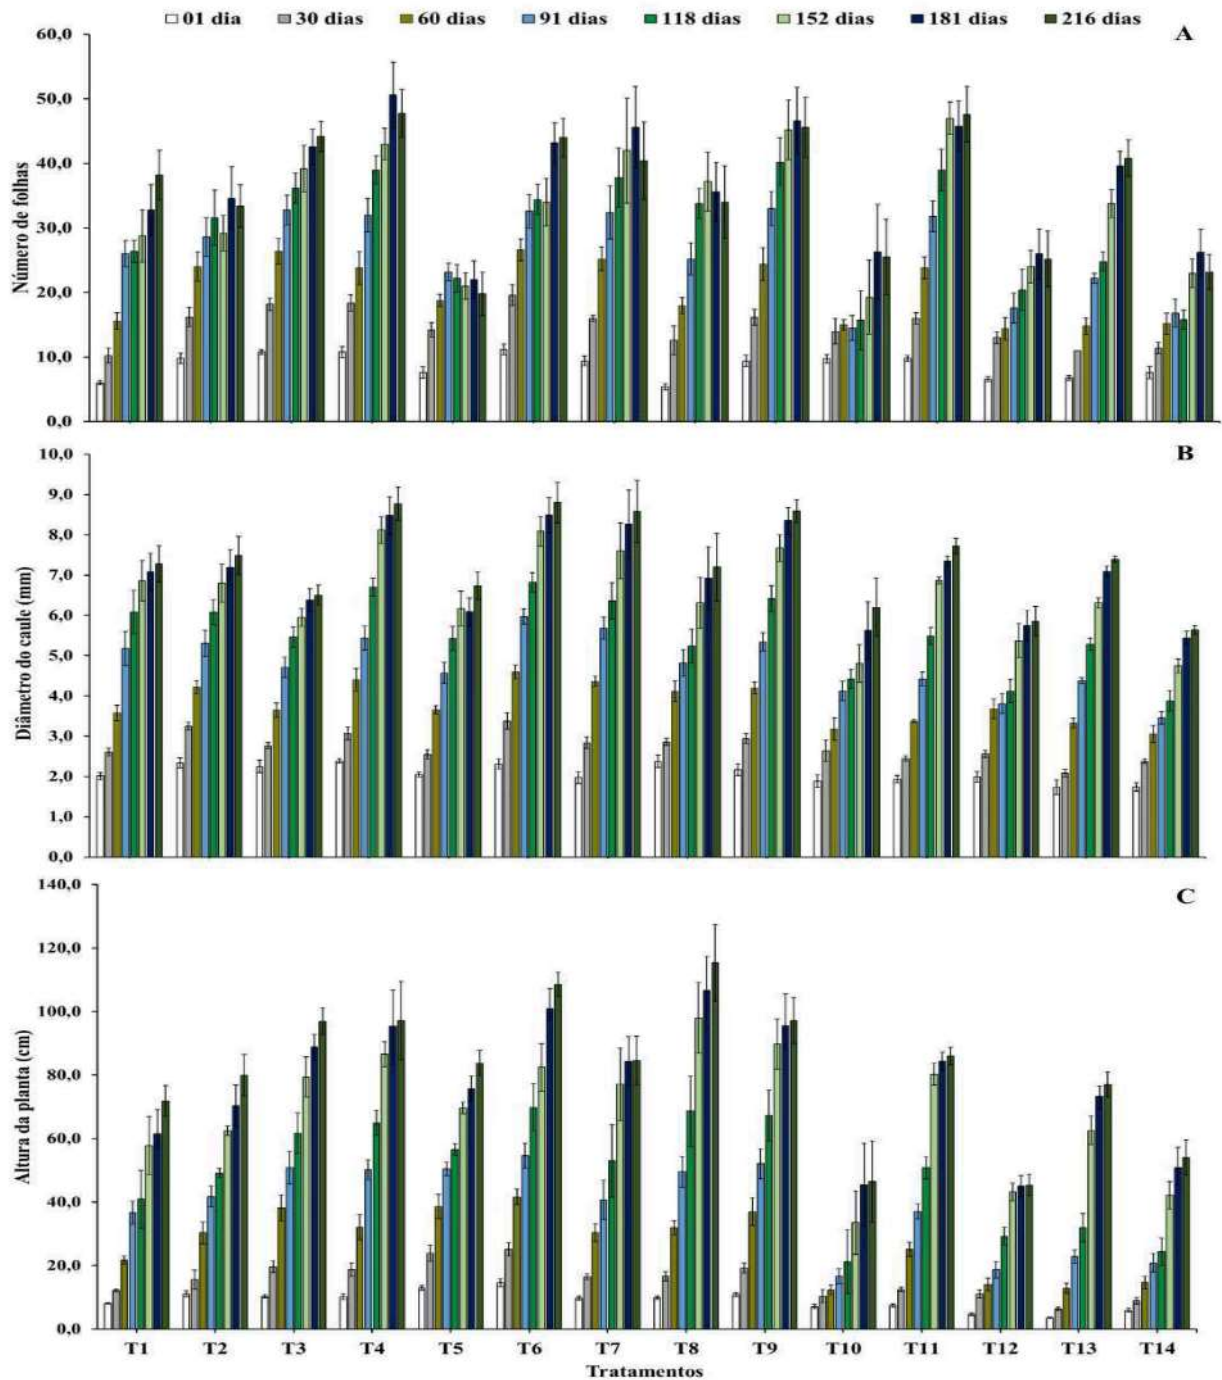 01 dia 30 dias 60 dias 91 dias 118 dias 152 dias 181 dias 216 dias
A
60,0
50,0
40,0
30,0
20,0
10,0
0,0
Número de folhas
B
10,0
9,0
8,0
7,0
6,0
5,0
4,0
3,0
2,0
1,0
0,0
Diâmetro do caule (mm)
C
140,0
120,0
100,0
80,0
60,0
40,0
20,0
0,0
Altura da planta (cm)
T1 T2 T3 T4 T5 T6 T7 T8 T9 T10 T11 T12 T13 T14
Tratamentos